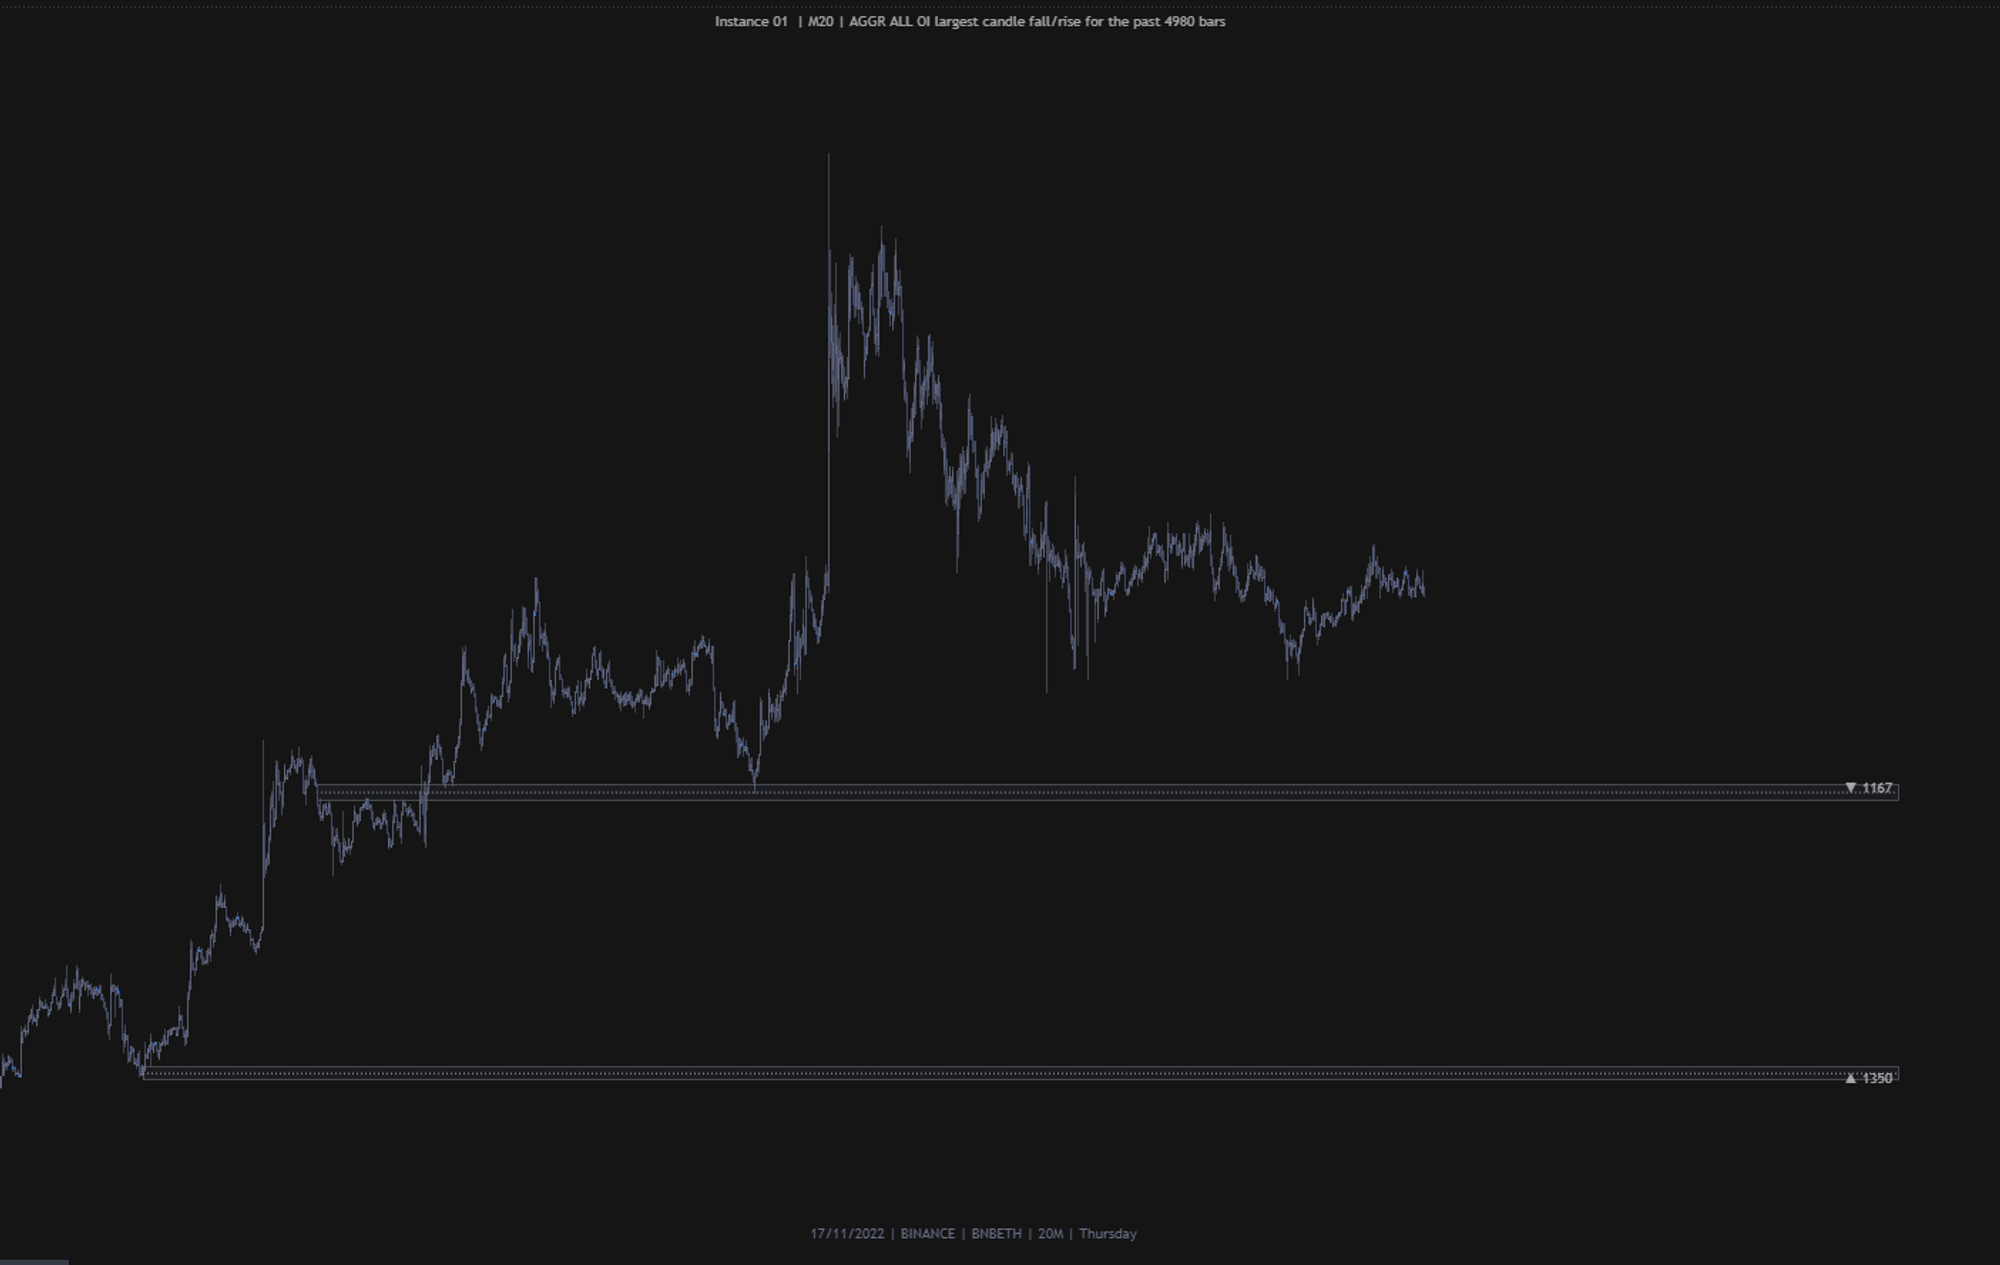 Instance 01 | M20 | AGGR ALL OI largest candle fall/rise for the past 4980 bars
▼ 1167
▲ 1350
17/11/2022 | BINANCE | BNBETH | 20M | Thursday